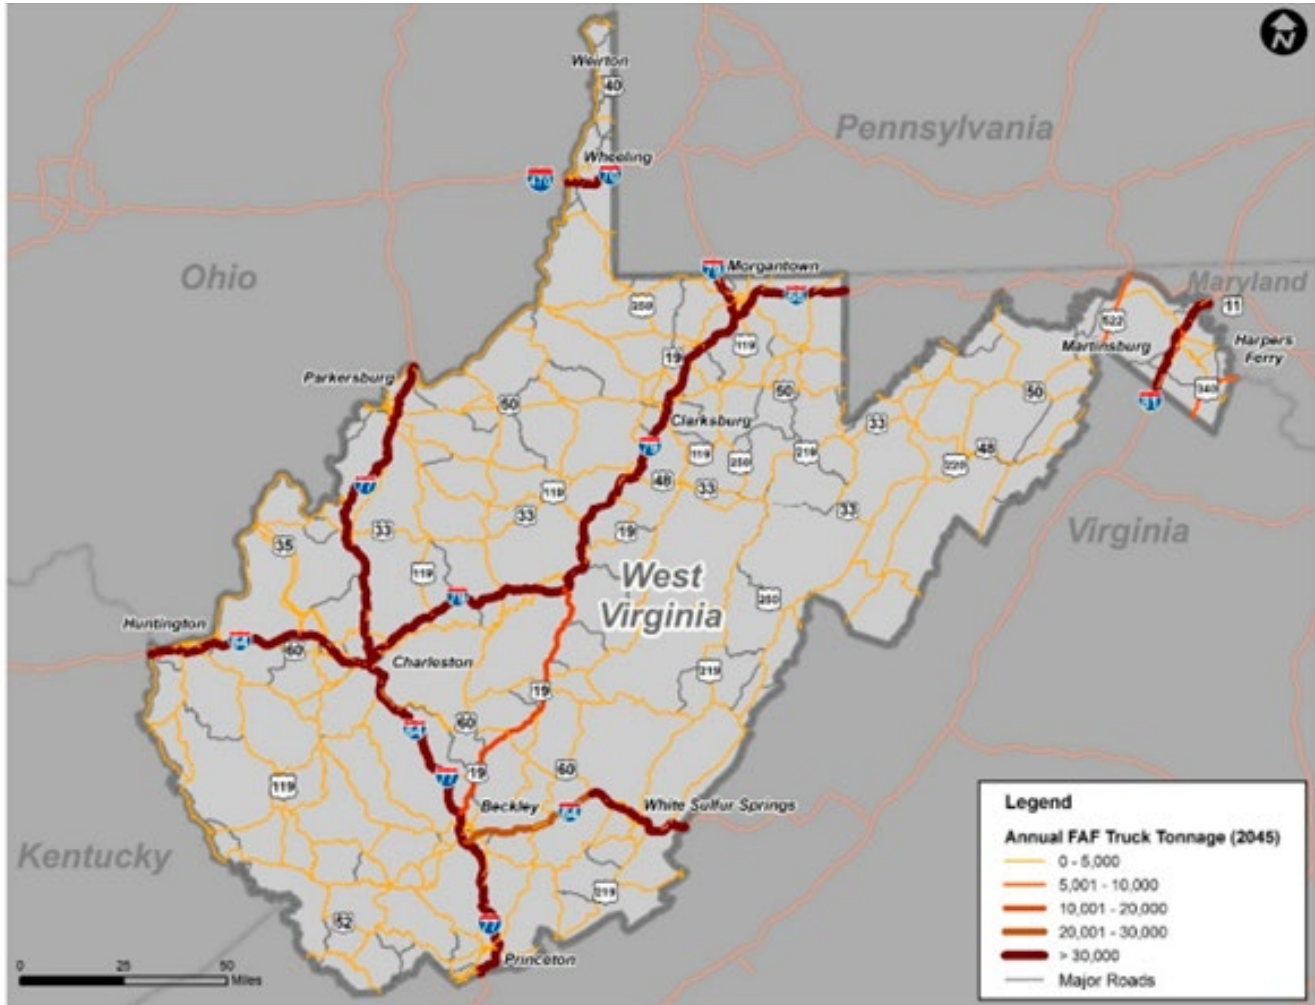 N
Weirton
40
Pennsylvania
Wheeling
470
70
Ohio
79
Morgantown
68
Maryland
250
522
11
119
Martinsburg
Harpers
Ferry
19
Parkersburg
50
50
50
340
81
Clarksburg
33
79
119
250
219
48
220
77
48
33
119
33
33
33
19
Virginia
35
119
West
Virginia
79
250
Huntington
64
60
Charleston
219
19
64
60
77
19
60
119
Beckley
64
White Sulfur Springs
Kentucky
219
52
77
Princeton
0 25 50
Miles
Legend
Annual FAF Truck Tonnage (2045)
0 - 5,000
5,001 - 10,000
10,001 - 20,000
20,001 - 30,000
> 30,000
Major Roads